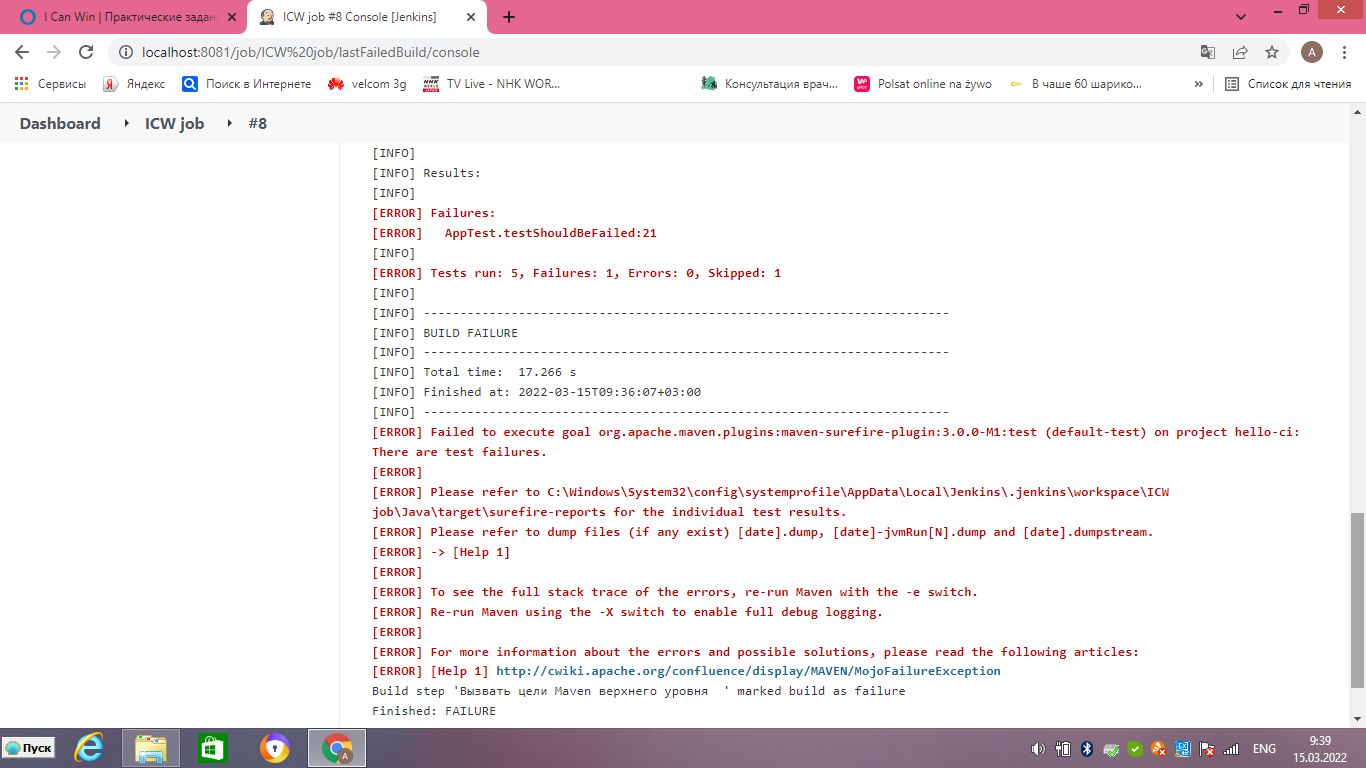 I Can Win | Практические задан
ICW job #8 Console [Jenkins]
localhost:8081/job/ICW%20job/lastFailedBuild/console
A
Сервисы
Яндекс
Поиск в Интернете
velcom 3g
TV Live - NHK WOR...
Консультация врач...
Polsat online na żywo
В чаше 60 шарико...
»
Список для чтения
Dashboard
ICW job
#8
[INFO]
[INFO] Results:
[INFO]
[ERROR] Failures:
[ERROR]   AppTest.testShouldBeFailed:21
[INFO]
[ERROR] Tests run: 5, Failures: 1, Errors: 0, Skipped: 1
[INFO]
[INFO] ------------------------------------------------------------------------
[INFO] BUILD FAILURE
[INFO] ------------------------------------------------------------------------
[INFO] Total time:  17.266 s
[INFO] Finished at: 2022-03-15T09:36:07+03:00
[INFO] ------------------------------------------------------------------------
[ERROR] Failed to execute goal org.apache.maven.plugins:maven-surefire-plugin:3.0.0-M1:test (default-test) on project hello-ci:
There are test failures.
[ERROR]
[ERROR] Please refer to C:\Windows\System32\config\systemprofile\AppData\Local\Jenkins\.jenkins\workspace\ICW
job\Java\target\surefire-reports for the individual test results.
[ERROR] Please refer to dump files (if any exist) [date].dump, [date]-jvmRun[N].dump and [date].dumpstream.
[ERROR] -> [Help 1]
[ERROR]
[ERROR] To see the full stack trace of the errors, re-run Maven with the -e switch.
[ERROR] Re-run Maven using the -X switch to enable full debug logging.
[ERROR]
[ERROR] For more information about the errors and possible solutions, please read the following articles:
[ERROR] [Help 1] http://cwiki.apache.org/confluence/display/MAVEN/MojoFailureException
Build step 'Вызвать цели Maven верхнего уровня  ' marked build as failure
Finished: FAILURE
Пуск
ENG
9:39
15.03.2022